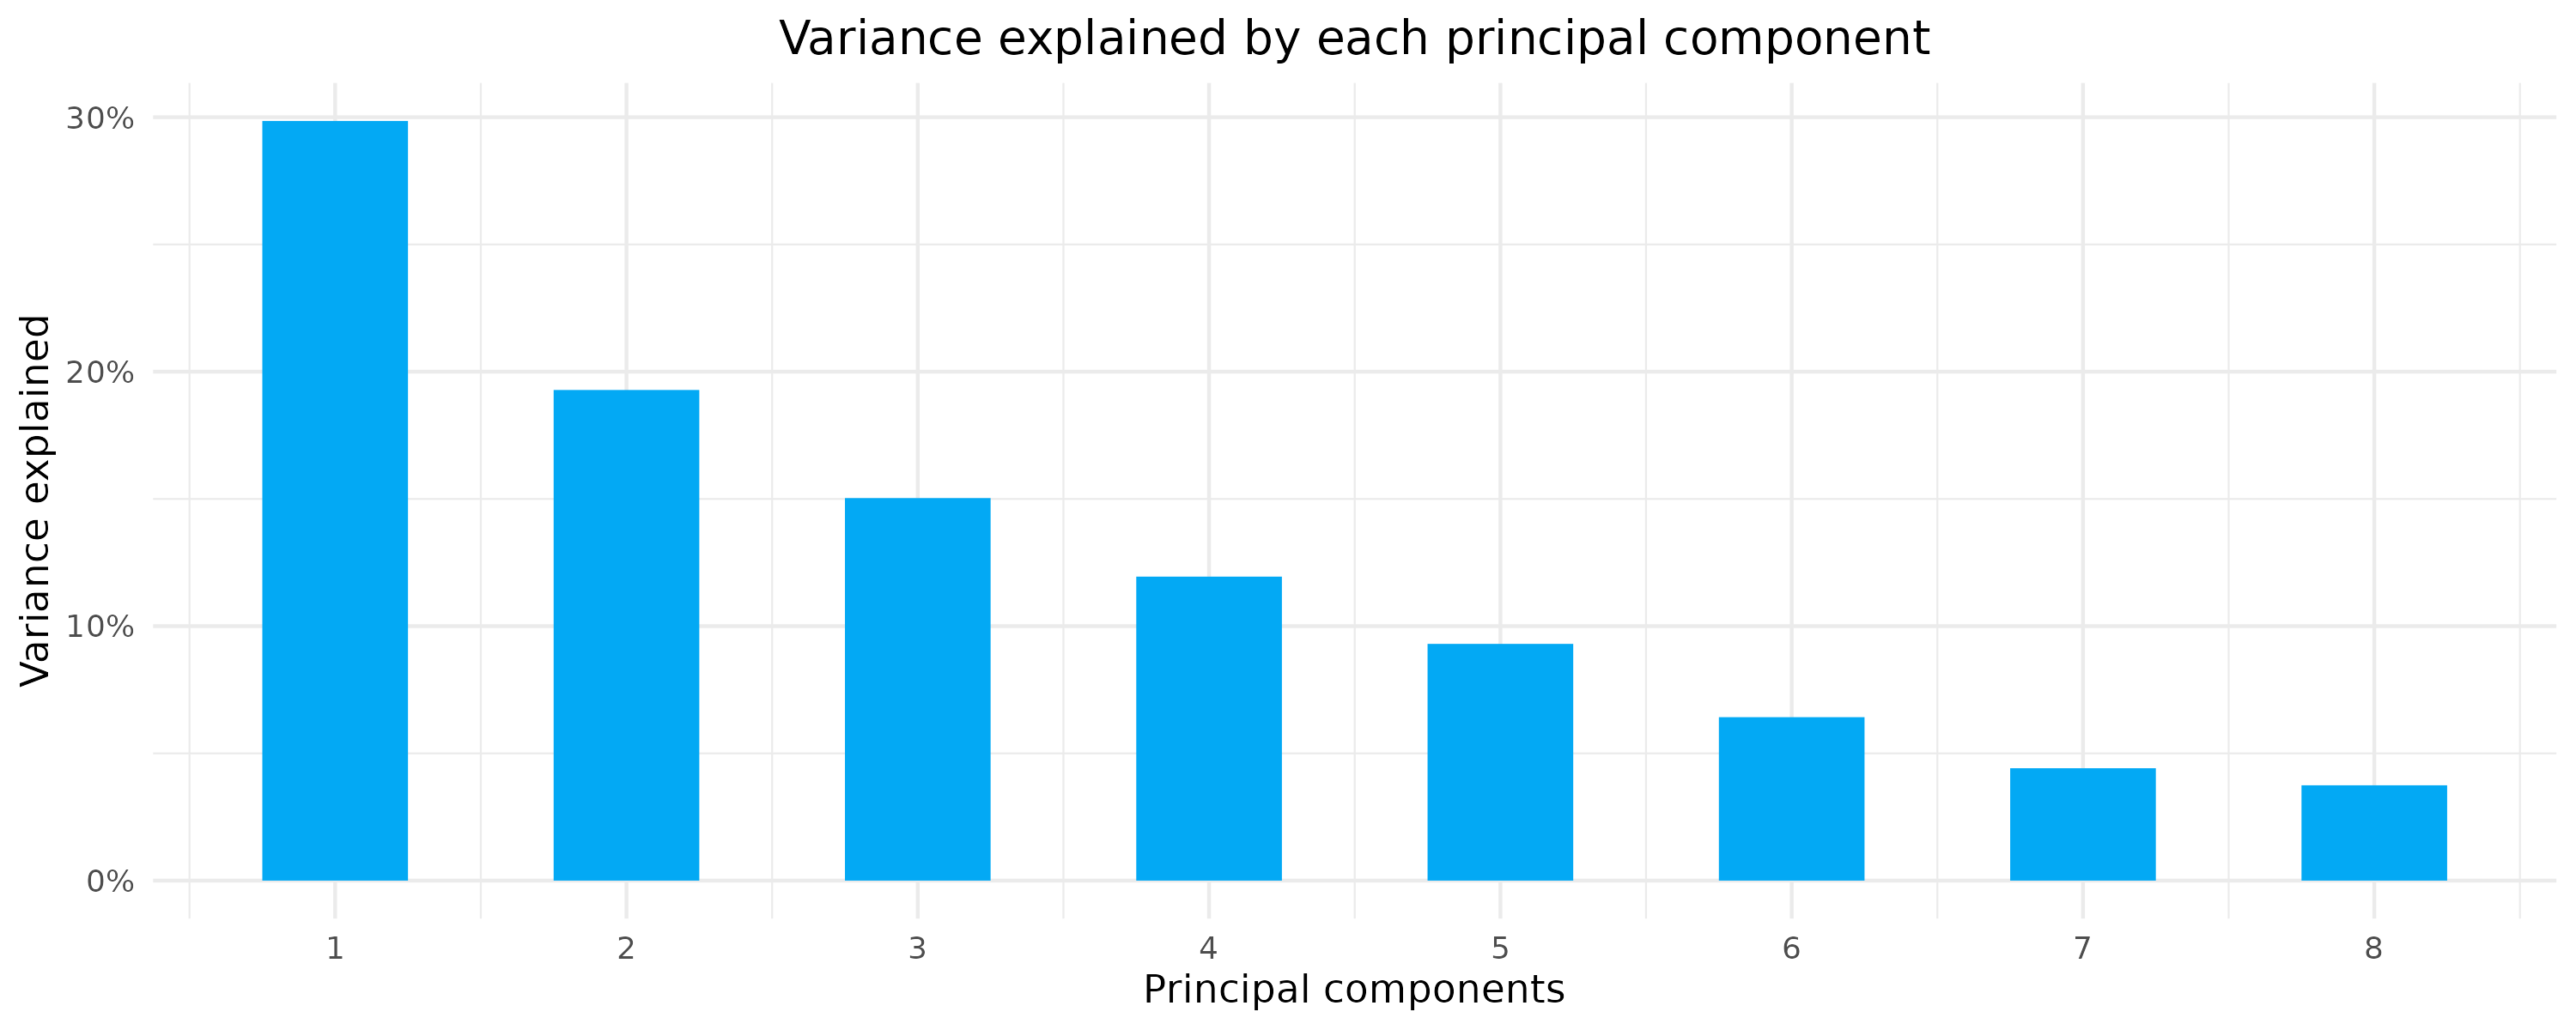 Variance explained by each principal component
30%
20%
10%
0%
Variance explained
1 2 3 4 5 6 7 8
Principal components